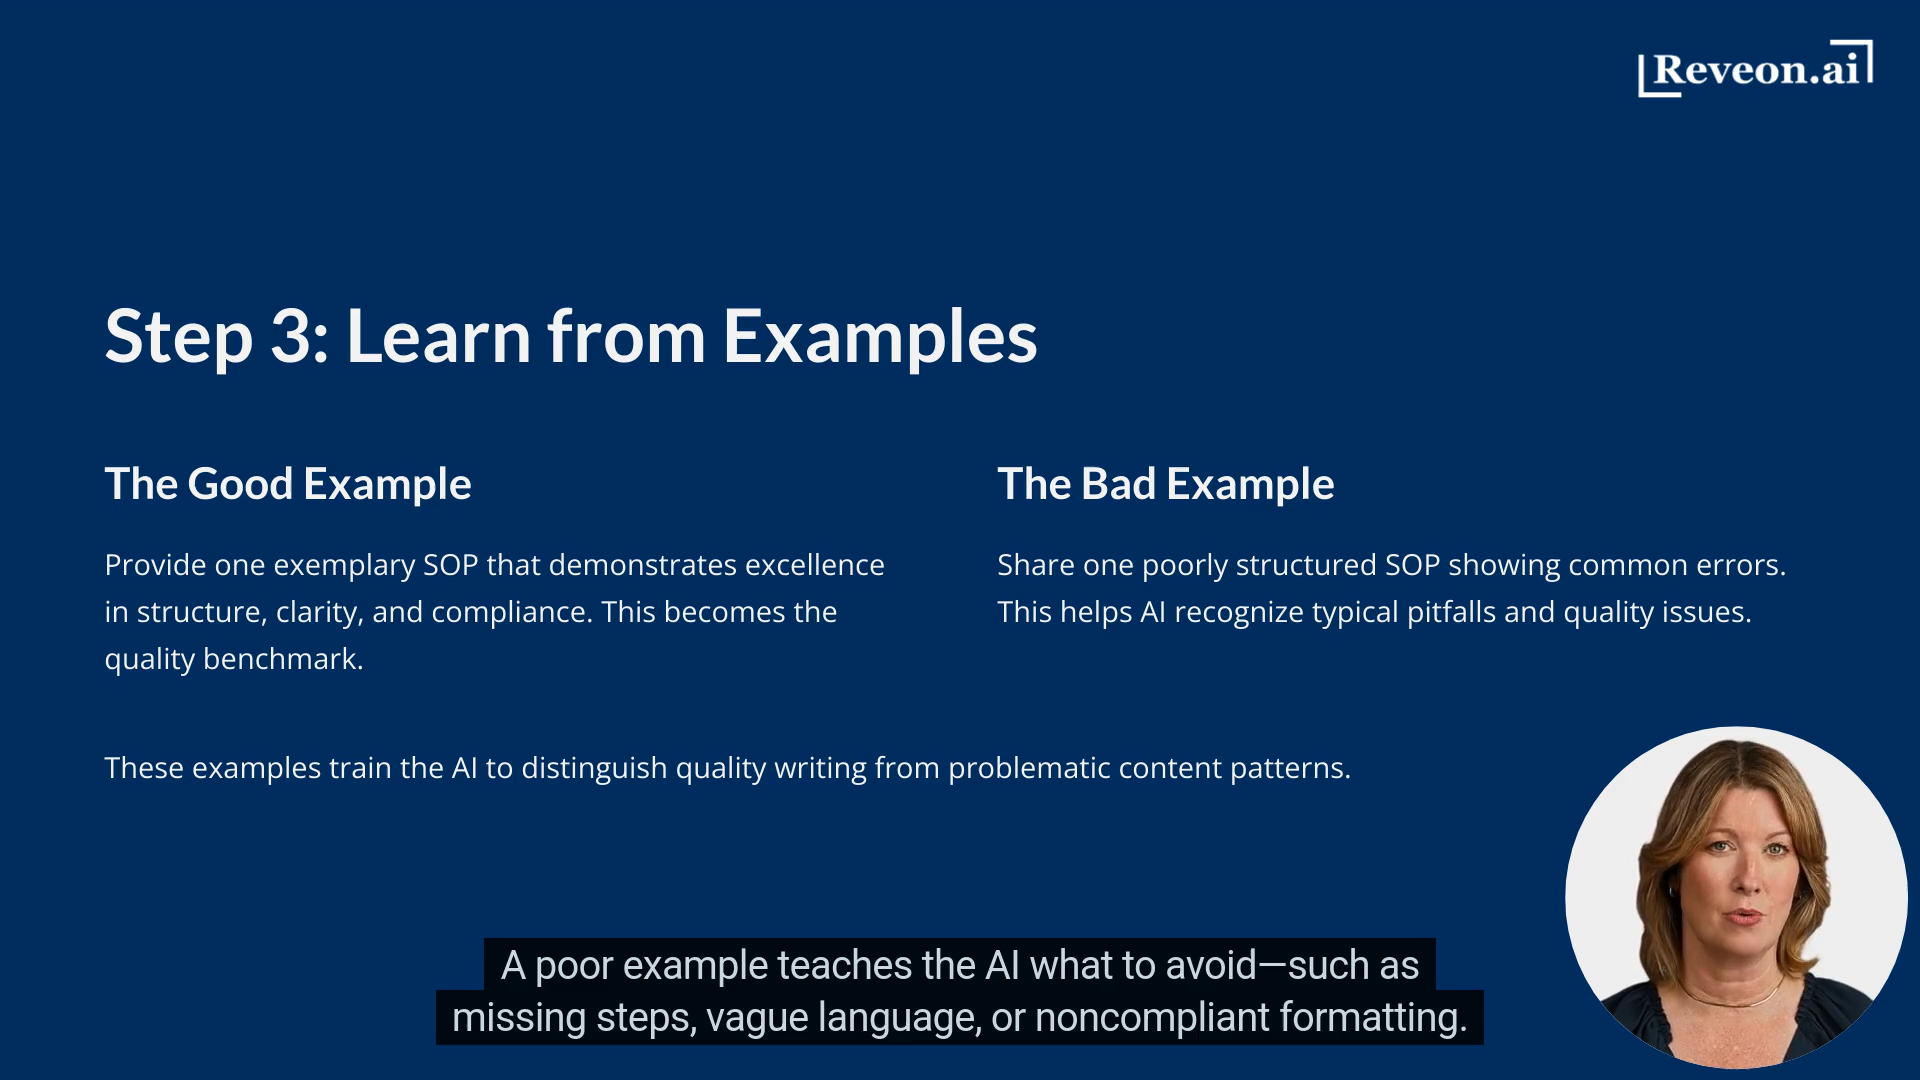 Reveon.ai
Step 3: Learn from Examples
The Good Example
Provide one exemplary SOP that demonstrates excellence
in structure, clarity, and compliance. This becomes the
quality benchmark.
The Bad Example
Share one poorly structured SOP showing common errors.
This helps AI recognize typical pitfalls and quality issues.
These examples train the AI to distinguish quality writing from problematic content patterns.
A poor example teaches the AI what to avoid—such as
missing steps, vague language, or noncompliant formatting.